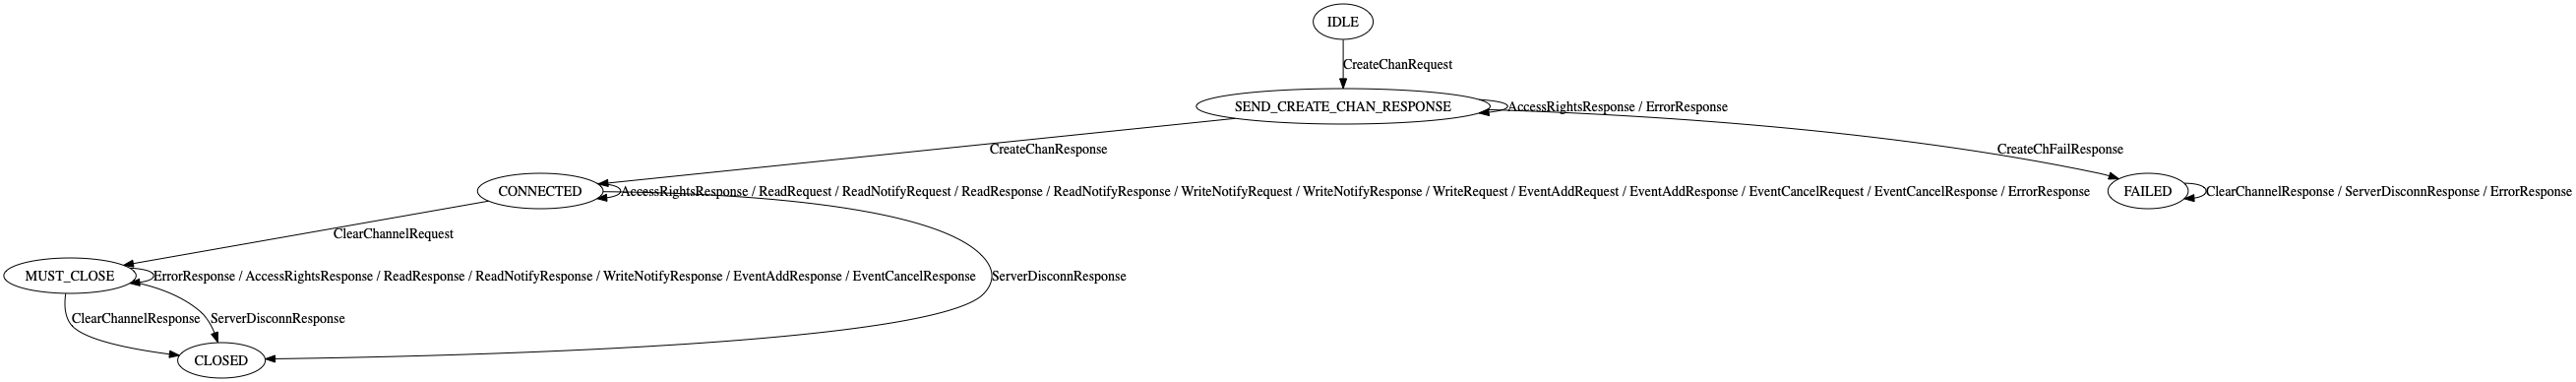 IDLE
CreateChanRequest
SEND_CREATE_CHAN_RESPONSE
AccessRightsResponse / ErrorResponse
CreateChanResponse
CreateChFailResponse
CONNECTED
AccessRightsResponse / ReadRequest / ReadNotifyRequest / ReadResponse / ReadNotifyResponse / WriteNotifyRequest / WriteNotifyResponse / WriteRequest / EventAddRequest / EventAddResponse / EventCancelRequest / EventCancelResponse / ErrorResponse
FAILED
ClearChannelResponse / ServerDisconnResponse / ErrorResponse
ClearChannelRequest
MUST_CLOSE
ErrorResponse / AccessRightsResponse / ReadResponse / ReadNotifyResponse / WriteNotifyResponse / EventAddResponse / EventCancelResponse
ServerDisconnResponse
ClearChannelResponse
ServerDisconnResponse
CLOSED